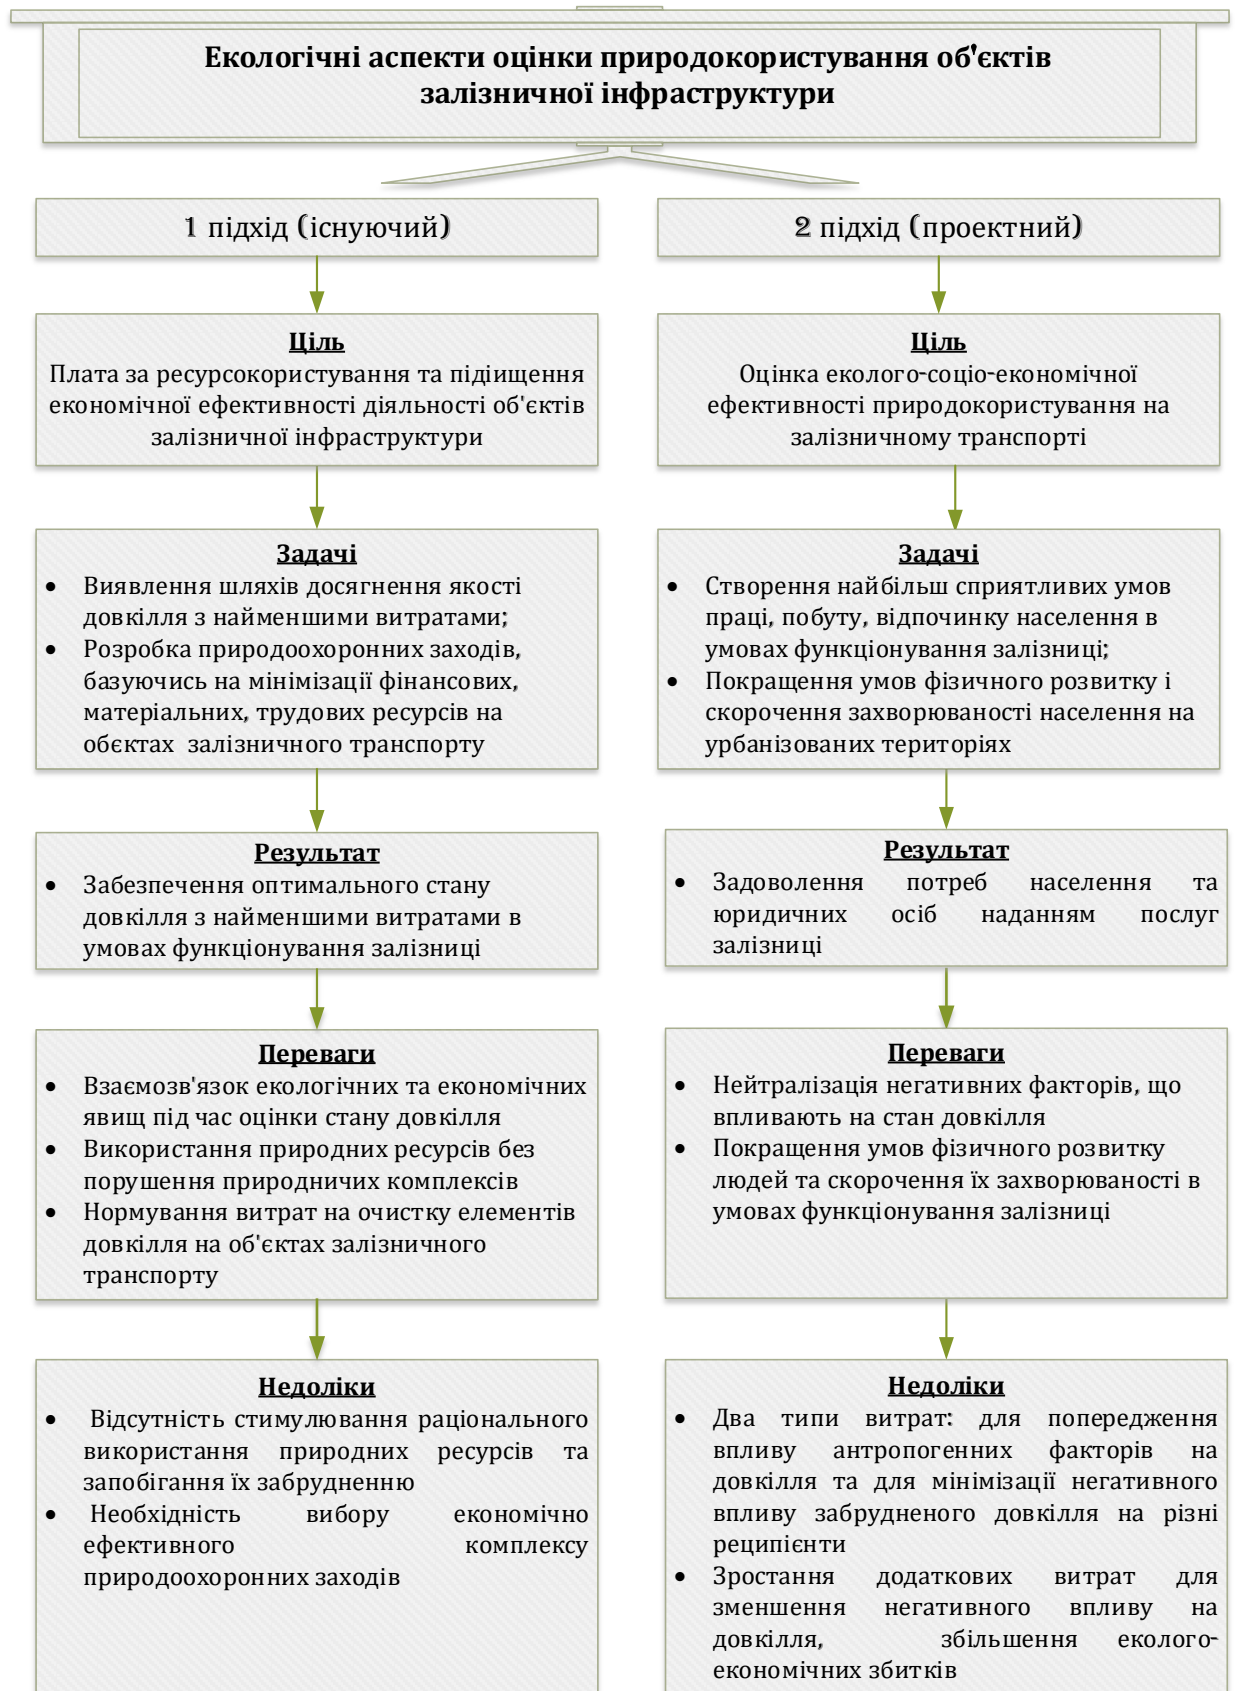 Екологічні аспекти оцінки природокористування об'єктів
залізничної інфраструктури
1 підхід (існуючий)
Ціль
Плата за ресурсокористування та підіищення
економічної ефективності діяльності об'єктів
залізничної інфраструктури
Задачі
• Виявлення шляхів досягнення якості
довкілля з найменшими витратами;
• Розробка природоохоронних заходів,
базуючись на мінімізації фінансових,
матеріальних, трудових ресурсів на
обєктах залізничного транспорту
Результат
• Забезпечення оптимального стану
довкілля з найменшими витратами в
умовах функціонування залізниці
Переваги
• Взаємозв'язок екологічних та економічних
явищ під час оцінки стану довкілля
• Використання природних ресурсів без
порушення природничих комплексів
• Нормування витрат на очистку елементів
довкілля на об'єктах залізничного
транспорту
Недоліки
• Відсутність стимулювання раціонального
використання природних ресурсів та
запобігання їх забрудненню
• Необхідність вибору економічно
ефективного комплексу
природоохоронних заходів
2 підхід (проектний)
Ціль
Оцінка еколого-соціо-економічної
ефективності природокористування на
залізничному транспорті
Задачі
• Створення найбільш сприятливих умов
праці, побуту, відпочинку населення в
умовах функціонування залізниці;
• Покращення умов фізичного розвитку і
скорочення захворюваності населення на
урбанізованих територіях
Результат
• Задоволення потреб населення та
юридичних осіб наданням послуг
залізниці
Переваги
• Нейтралізація негативних факторів, що
впливають на стан довкілля
• Покращення умов фізичного розвитку
людей та скорочення їх захворюваності в
умовах функціонування залізниці
Недоліки
• Два типи витрат: для попередження
впливу антропогенних факторів на
довкілля та для мінімізації негативного
впливу забрудненого довкілля на різні
реципієнти
• Зростання додаткових витрат для
зменшення негативного впливу на
довкілля, збільшення еколого-
економічних збитків